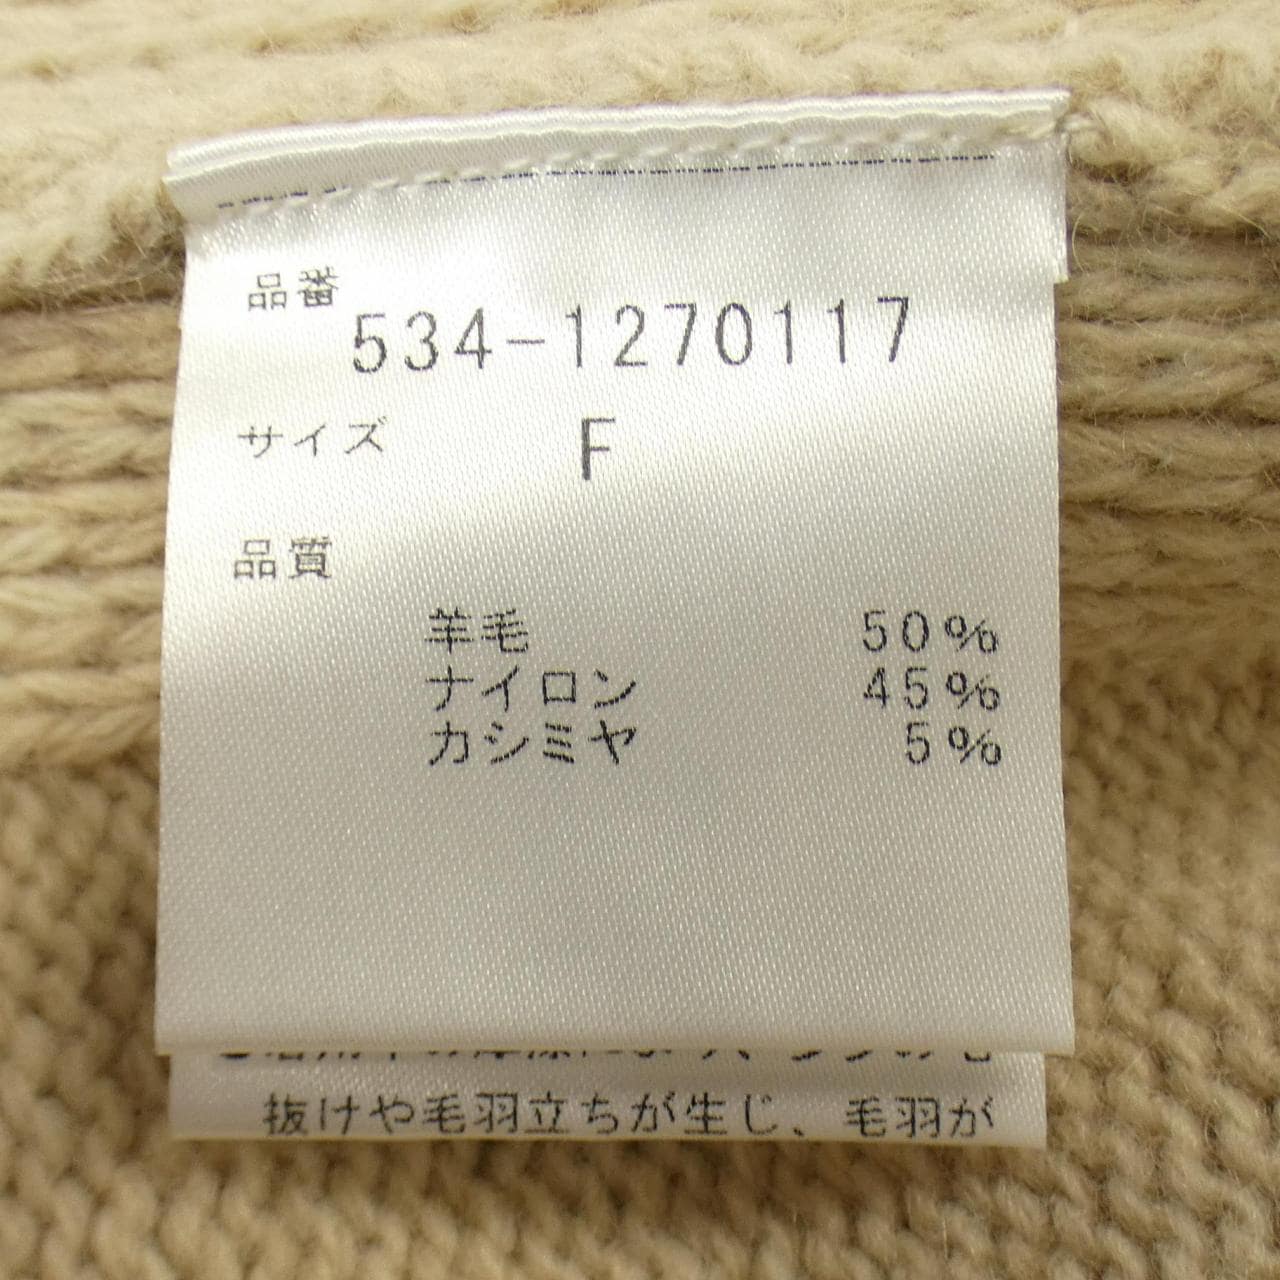 品番
534-1270117
サイズ F
品質
羊毛 50%
ナイロン 45%
カシミヤ 5%
抜けや毛羽立ちが生じ、毛羽が